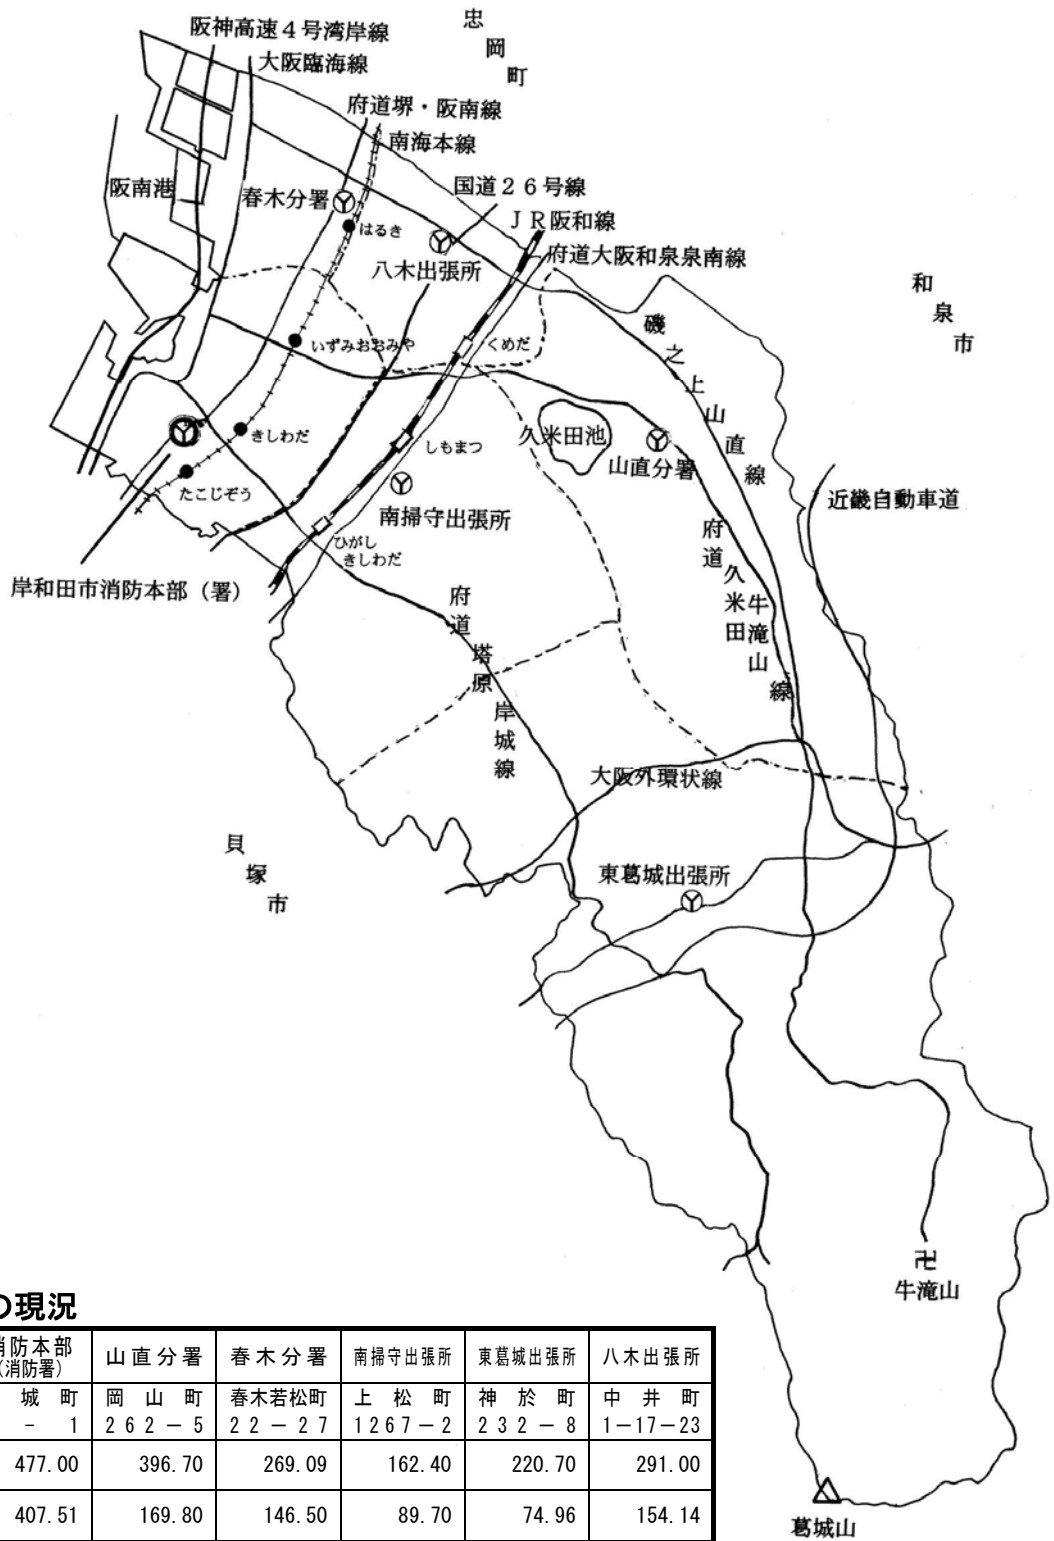 忠岡町
阪神高速４号湾岸線
大阪臨海線
府道堺・阪南線
南海本線
国道２６号線
ＪＲ阪和線
府道大阪和泉泉南線
阪南港
春木分署
はるき
八木出張所
和泉市
磯之上山直線
いずみおおみや
くめだ
きしわだ
しもまつ
久米田池
山直分署
たこじぞう
南掃守出張所
近畿自動車道
ひがし
きしわだ
岸和田市消防本部（署）
府道久米田牛滝山線
府道塔原岸城線
大阪外環状線
貝塚市
東葛城出張所
卍
牛滝山
葛城山
の現況
消防本部 山直分署 春木分署 南掃守出張所 東葛城出張所 八木出張所
（消防署）
城町 岡山町 春木若松町 上松町 神於町 中井町
－1 262－5 22－27 1267－2 232－8 1－17－23
477.00 396.70 269.09 162.40 220.70 291.00
407.51 169.80 146.50 89.70 74.96 154.14